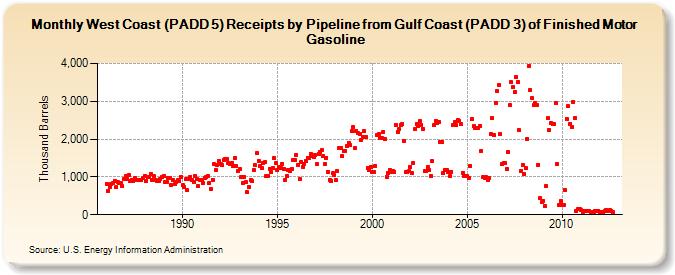 Monthly West Coast (PADD 5) Receipts by Pipeline from Gulf Coast (PADD 3) of Finished Motor
Gasoline
Thousand Barrels
4,000
3,000
2,000
1,000
0
1990
1995
2000
2005
2010
Source: U.S. Energy Information Administration